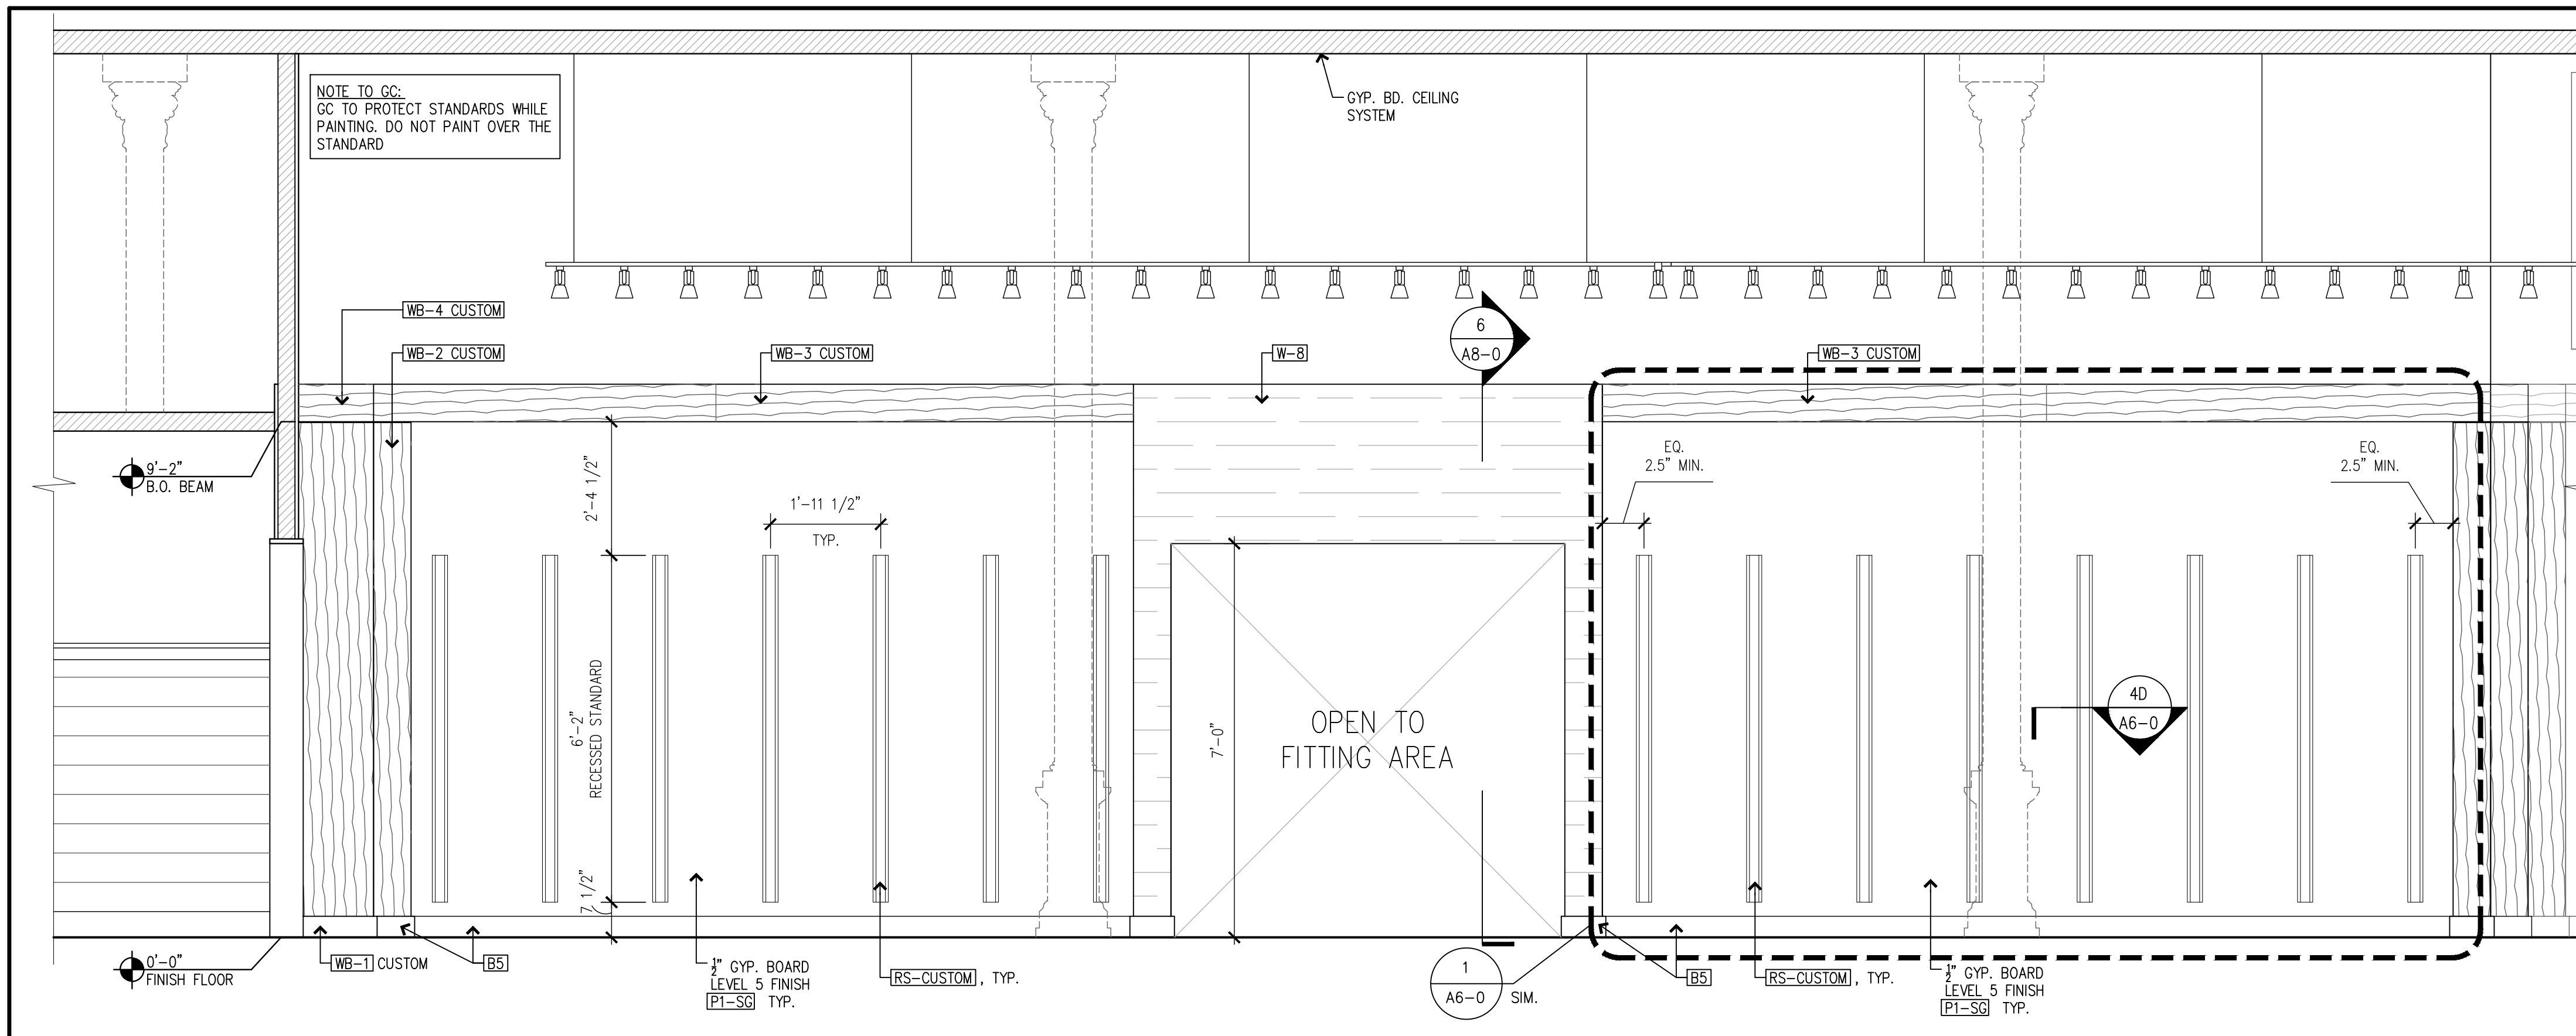 NOTE TO GC:
GC TO PROTECT STANDARDS WHILE
PAINTING. DO NOT PAINT OVER THE
STANDARD
GYP. BD. CEILING
SYSTEM
WB-4 CUSTOM
WB-2 CUSTOM
WB-3 CUSTOM
W-8
6
A8-0
WB-3 CUSTOM
9'-2"
B.O. BEAM
2'-4 1/2"
1'-11 1/2"
TYP.
EQ.
2.5" MIN.
EQ.
2.5" MIN.
6'-2"
RECESSED STANDARD
7 1/2"
7'-0"
OPEN TO
FITTING AREA
4D
A6-0
0'-0"
FINISH FLOOR
WB-1 CUSTOM
B5
½" GYP. BOARD
LEVEL 5 FINISH
P1-SG TYP.
RS-CUSTOM , TYP.
1
A6-0 SIM.
B5
RS-CUSTOM , TYP.
½" GYP. BOARD
LEVEL 5 FINISH
P1-SG TYP.